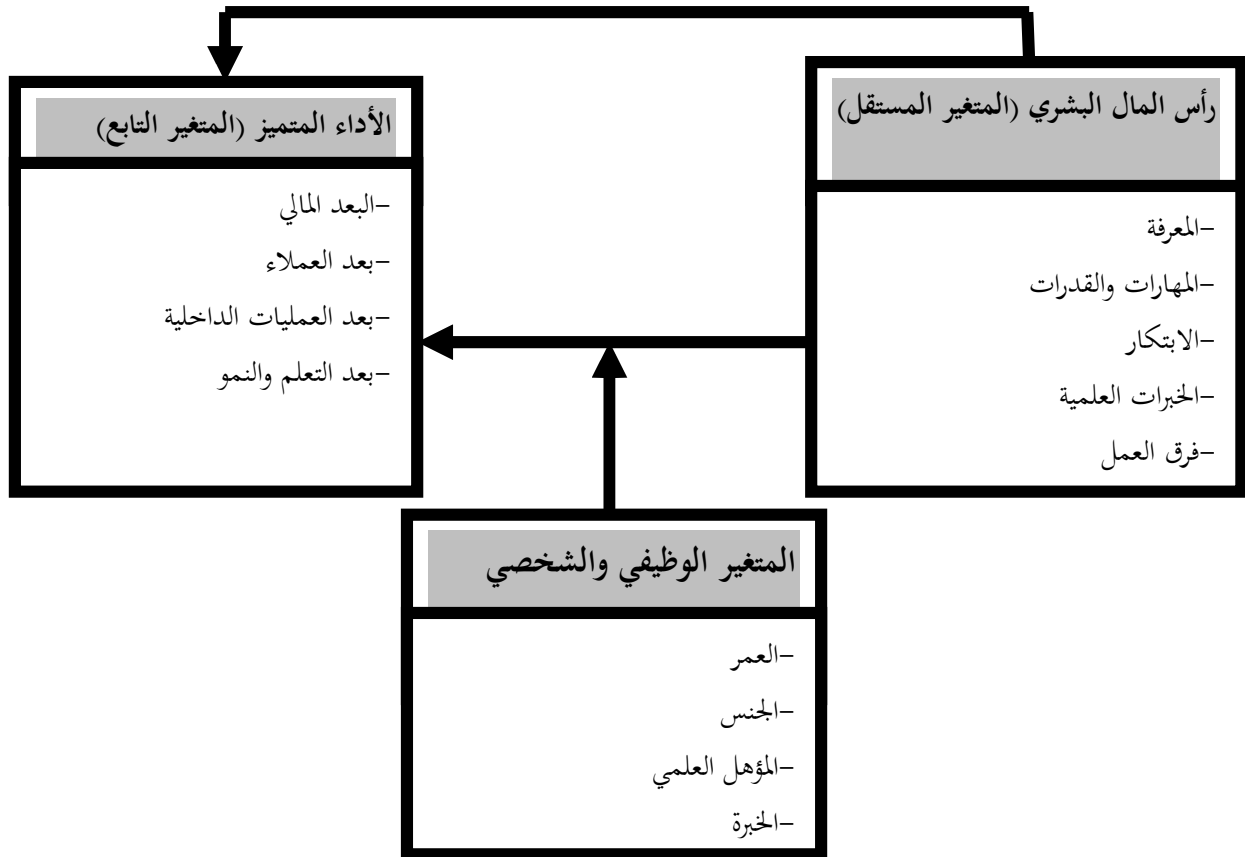 رأس المال البشري (المتغير المستقل)
-المعرفة
-المهارات والقدرات
-الابتكار
-الخبرات العلمية
-فرق العمل
الأداء المتميز (المتغير التابع)
-البعد المالي
-بعد العملاء
-بعد العمليات الداخلية
-بعد التعلم والنمو
المتغير الوظيفي والشخصي
-العمر
-الجنس
-المؤهل العلمي
-الخبرة